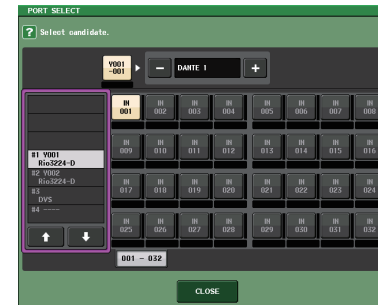 PORT SELECT
? Select candidate.
Y001
-001
− DANTE 1 +
IN 001 IN 002 IN 003 IN 004 IN 005 IN 006 IN 007 IN 008
IN 009 IN 010 IN 011 IN 012 IN 013 IN 014 IN 015 IN 016
#1 Y001
Rio3224-D
#2 Y002
Rio3224-D
IN 017 IN 018 IN 019 IN 020 IN 021 IN 022 IN 023 IN 024
#3
DVS
#4 ----
IN 025 IN 026 IN 027 IN 028 IN 029 IN 030 IN 031 IN 032
001 - 032
CLOSE